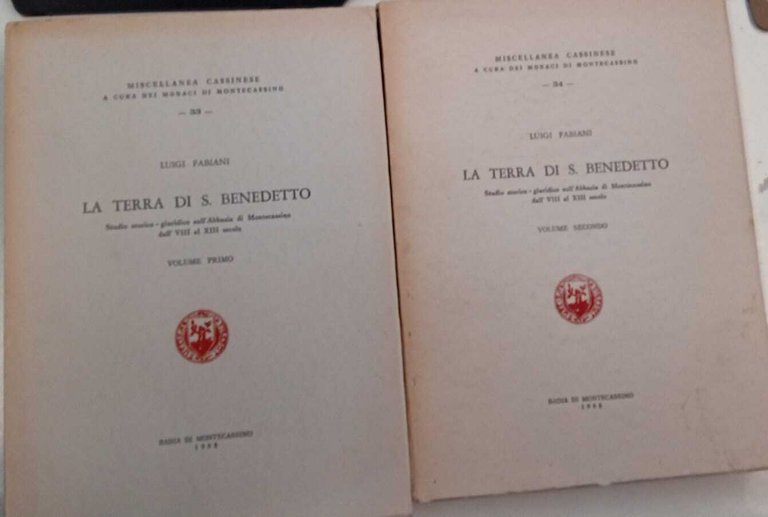 MISCELLANEA CASSINESE
A CURA DEI MONACI DI MONTECASSINO
— 33 —
LUIGI FABIANI
LA TERRA DI S. BENEDETTO
Studio storico - giuridico sull'Abbazia di Montecassino
dall'VIII al XIII secolo
VOLUME PRIMO
BADIA DI MONTECASSINO
1968
MISCELLANEA CASSINESE
A CURA DEI MONACI DI MONTECASSINO
— 34 —
LUIGI FABIANI
LA TERRA DI S. BENEDETTO
Studio storico - giuridico sull'Abbazia di Montecassino
dall'VIII al XIII secolo
VOLUME SECONDO
BADIA DI MONTECASSINO
1968